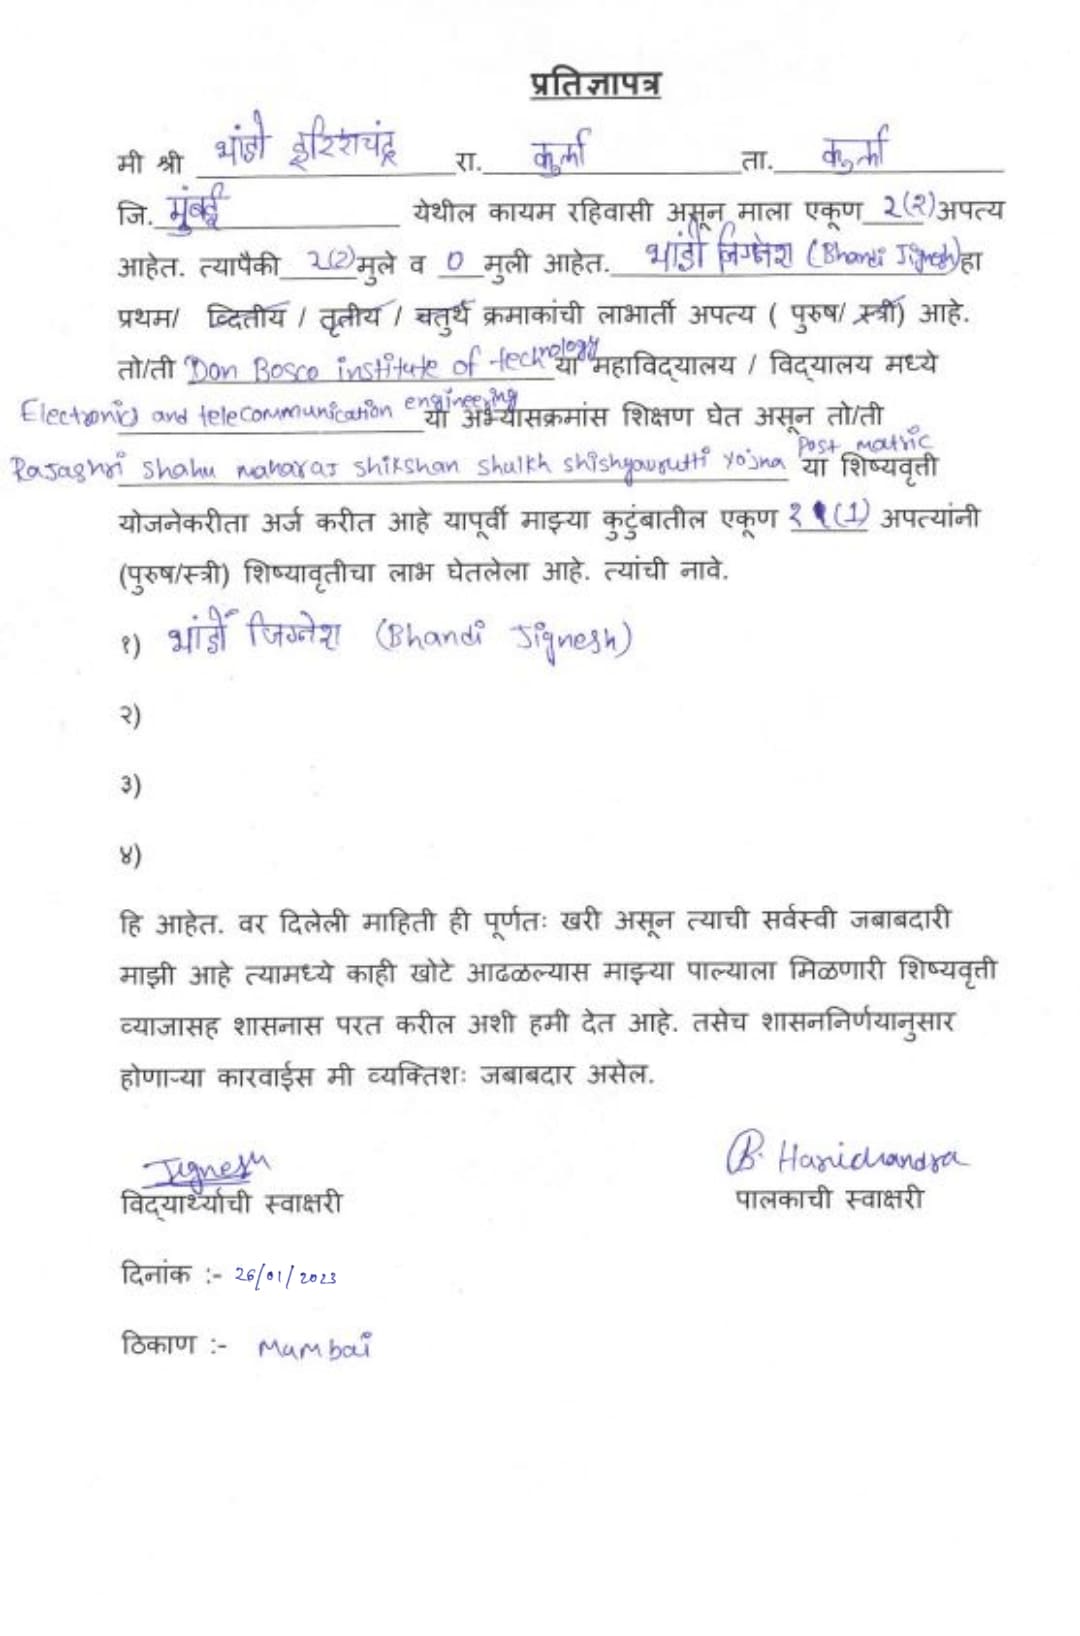 प्रतिज्ञापत्र
मी श्री भांडी हरिशचंद्र रा. कुर्ला ता. कुर्ला
जि. मुंबई येथील कायम रहिवासी असून माला एकूण २(2) अपत्य
आहेत. त्यापैकी २(2) मुले व 0 मुली आहेत. भांडी जिग्नेश (Bhandi Jignesh) हा
प्रथम/ व्दितीय / तृतीय / चतुर्थ क्रमाकांची लाभार्ती अपत्य ( पुरुष/ स्त्री) आहे.
तो/ती Don Bosco institute of technology या महाविद्यालय / विद्यालय मध्ये
Electronics and telecommunication engineering या अभ्यासक्रमांस शिक्षण घेत असून तो/ती
Rajashri shahu maharaj shikshan shulkh shishyavrutti yojna Post matric या शिष्यवृत्ती
योजनेकरीता अर्ज करीत आहे यापूर्वी माझ्या कुटुंबातील एकूण १ (1) अपत्यांनी
(पुरुष/स्त्री) शिष्यावृतीचा लाभ घेतलेला आहे. त्यांची नावे.
१) भांडी जिग्नेश (Bhandi Jignesh)
२)
३)
४)
हि आहेत. वर दिलेली माहिती ही पूर्णतः खरी असून त्याची सर्वस्वी जबाबदारी
माझी आहे त्यामध्ये काही खोटे आढळल्यास माझ्या पाल्याला मिळणारी शिष्यवृत्ती
व्याजासह शासनास परत करील अशी हमी देत आहे. तसेच शासननिर्णयानुसार
होणाऱ्या कारवाईस मी व्यक्तिशः जबाबदार असेल.
Jignesh B. Harichandra
विद्यार्थ्याची स्वाक्षरी पालकाची स्वाक्षरी
दिनांक :- 26/01/2023
ठिकाण :- Mumbai